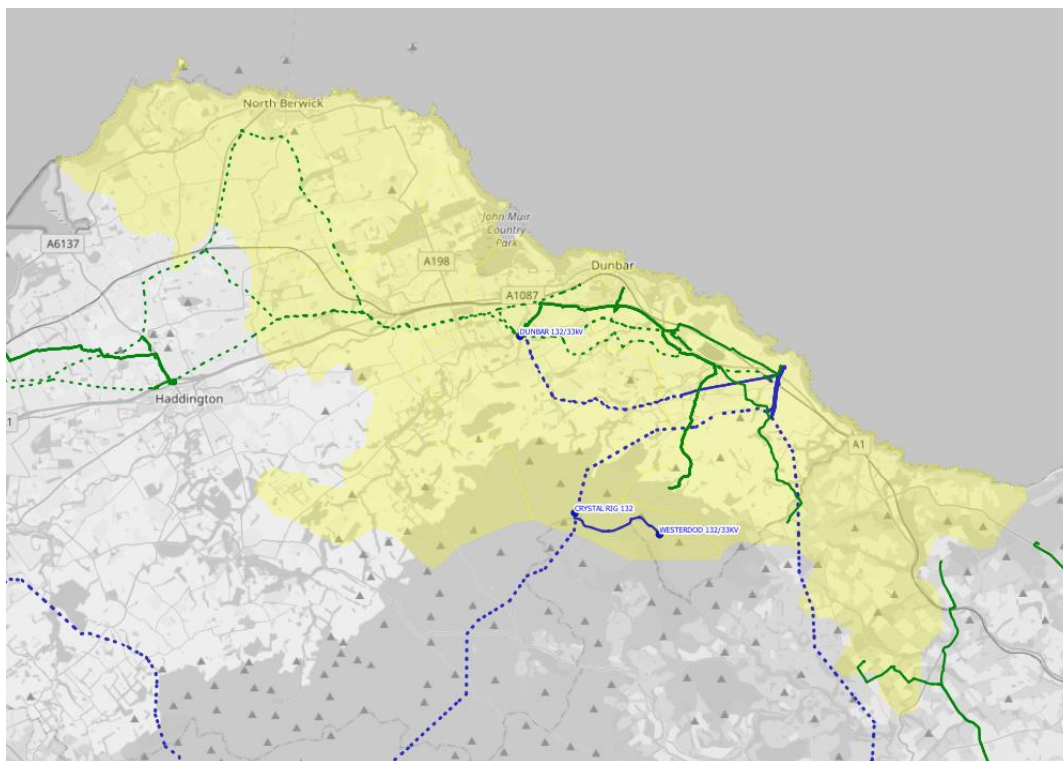 North Berwick
A6137
John Muir
Country
Park
A198
Dunbar
A1087
DUNBAR 132/33kV
Haddington
A1
CRYSTAL RIG 132
WESTERDOD 132/33KV